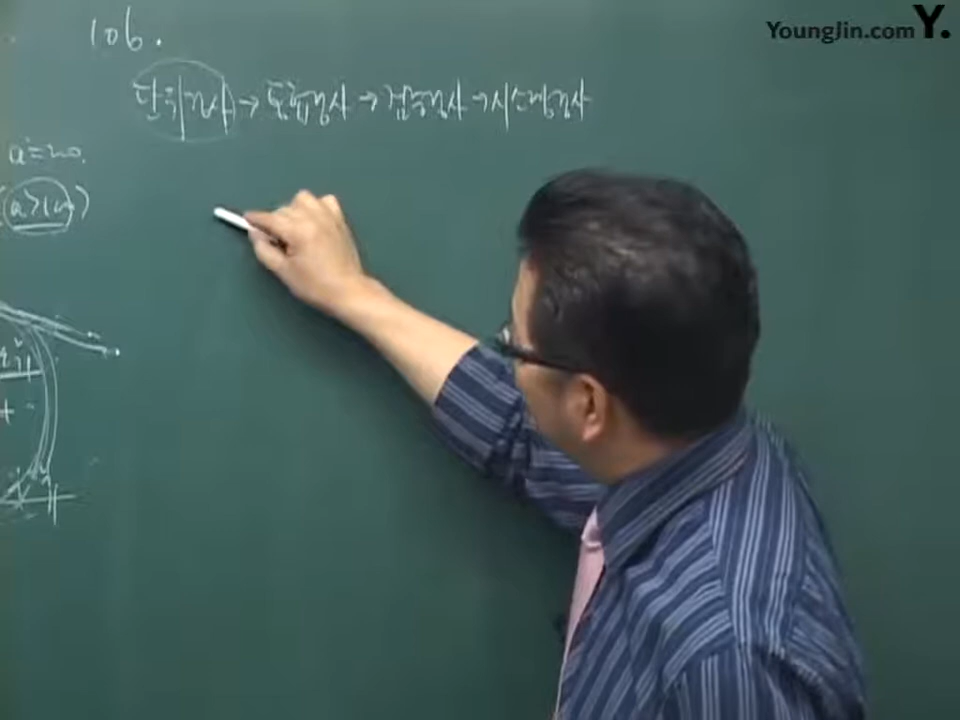 YoungJin.com Y.
106.
단위검사 → 통합검사 → 검증검사 → 시스템검사
a=20.
(a>10)